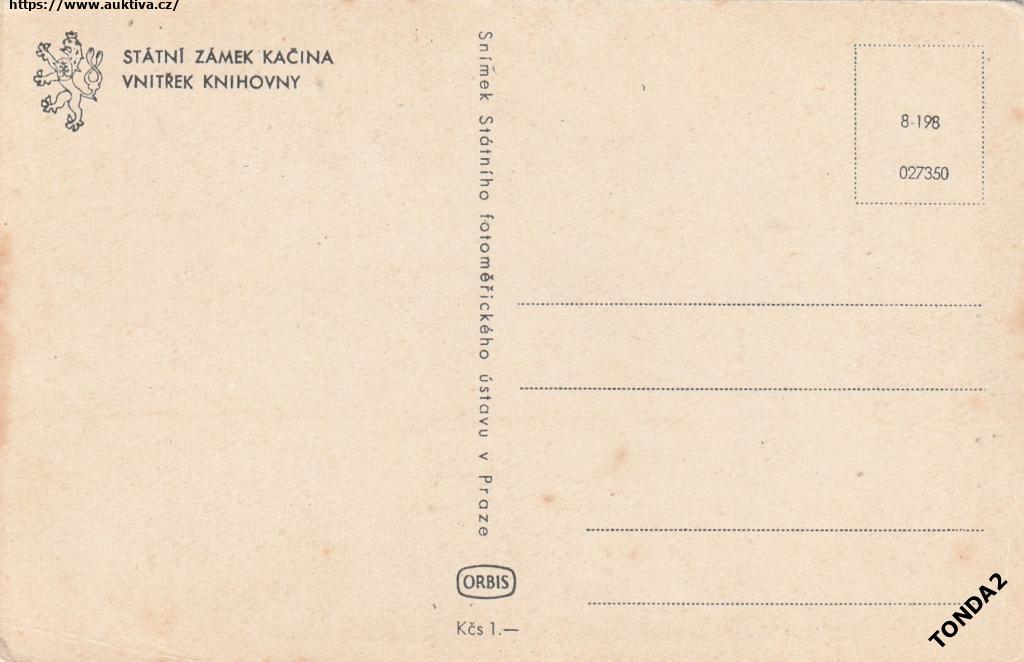 https://www.auktiva.cz/
STÁTNÍ ZÁMEK KAČINA
VNITŘEK KNIHOVNY
Snímek Státního fotoměřického ústavu v Praze
8-198
027350
ORBIS
Kčs 1.—
TONDA2